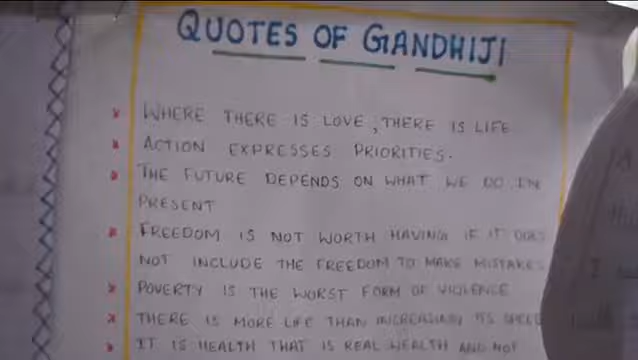 QUOTES OF GANDHIJI
WHERE THERE IS LOVE, THERE IS LIFE
ACTION EXPRESSES PRIORITIES.
THE FUTURE DEPENDS ON WHAT WE DO IN
PRESENT
FREEDOM IS NOT WORTH HAVING IF IT DOES
NOT INCLUDE THE FREEDOM TO MAKE MISTAKES
POVERTY IS THE WORST FORM OF VIOLENCE
THERE IS MORE LIFE THAN INCREASING ITS SPEED
IT IS HEALTH THAT IS REAL WEALTH AND NOT